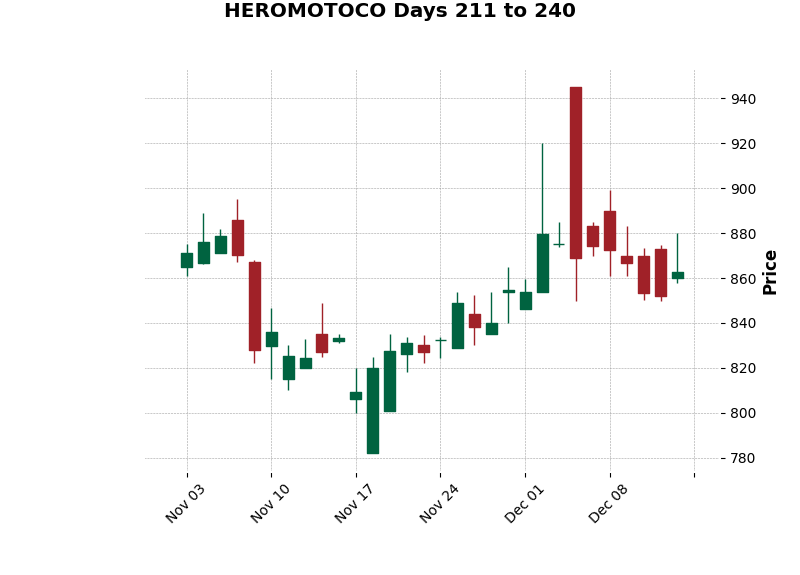 HEROMOTOCO Days 211 to 240
940
920
900
880
860
840
820
800
780
Price
Nov 03
Nov 10
Nov 17
Nov 24
Dec 01
Dec 08